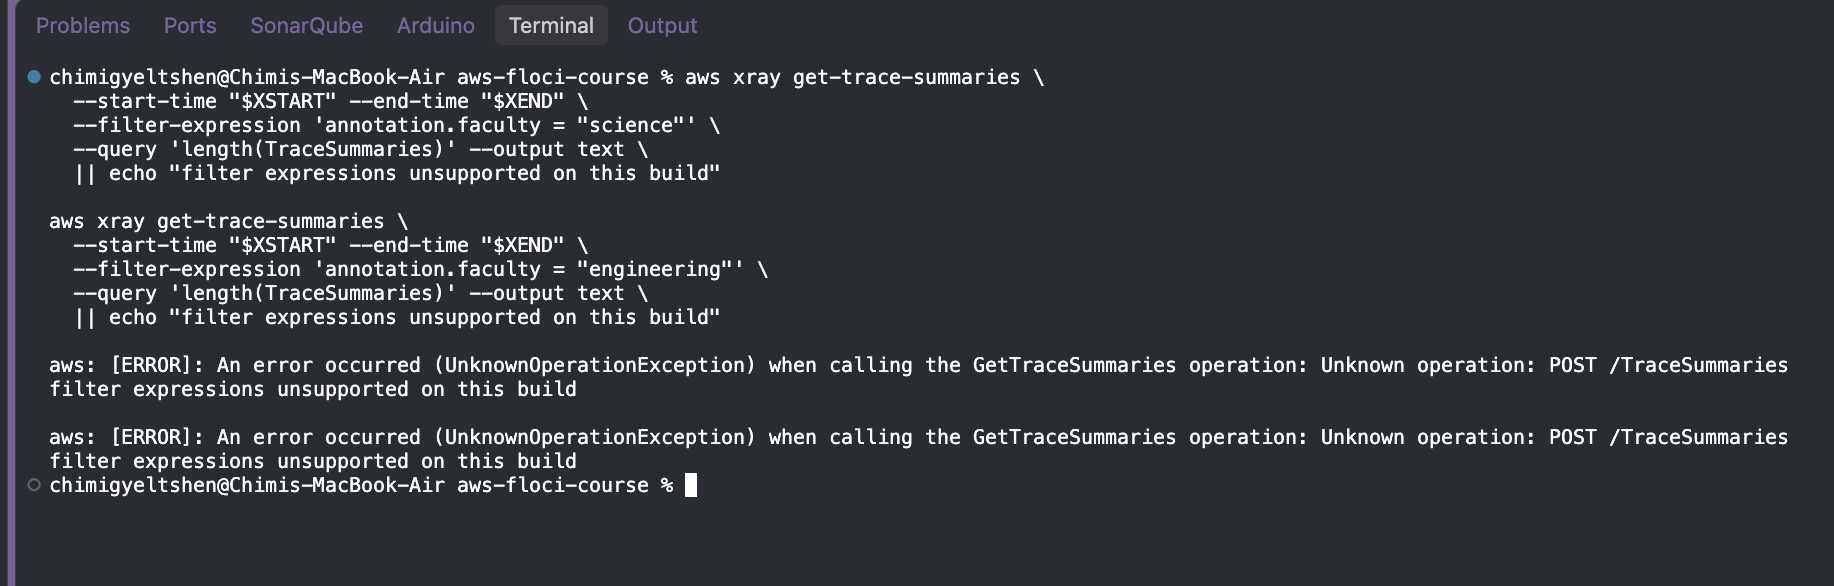 Problems Ports SonarQube Arduino Terminal Output
chimigyeltshen@Chimis-MacBook-Air aws-floci-course % aws xray get-trace-summaries \
  --start-time "$XSTART" --end-time "$XEND" \
  --filter-expression 'annotation.faculty = "science"' \
  --query 'length(TraceSummaries)' --output text \
  || echo "filter expressions unsupported on this build"

aws xray get-trace-summaries \
  --start-time "$XSTART" --end-time "$XEND" \
  --filter-expression 'annotation.faculty = "engineering"' \
  --query 'length(TraceSummaries)' --output text \
  || echo "filter expressions unsupported on this build"

aws: [ERROR]: An error occurred (UnknownOperationException) when calling the GetTraceSummaries operation: Unknown operation: POST /TraceSummaries
filter expressions unsupported on this build

aws: [ERROR]: An error occurred (UnknownOperationException) when calling the GetTraceSummaries operation: Unknown operation: POST /TraceSummaries
filter expressions unsupported on this build
chimigyeltshen@Chimis-MacBook-Air aws-floci-course %